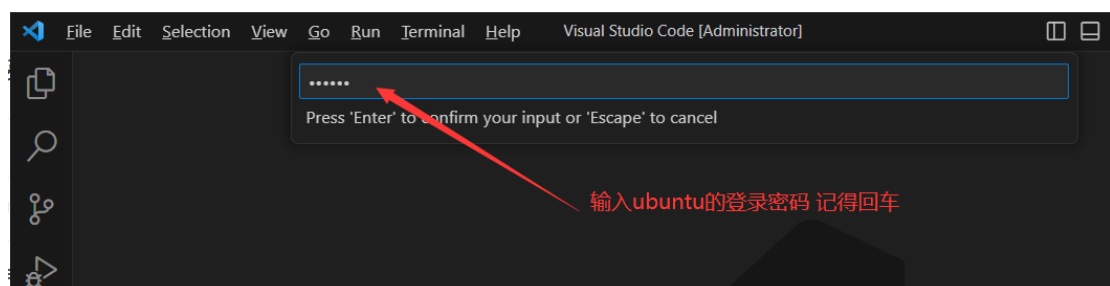 File Edit Selection View Go Run Terminal Help Visual Studio Code [Administrator]
••••••
Press 'Enter' to confirm your input or 'Escape' to cancel
输入ubuntu的登录密码 记得回车